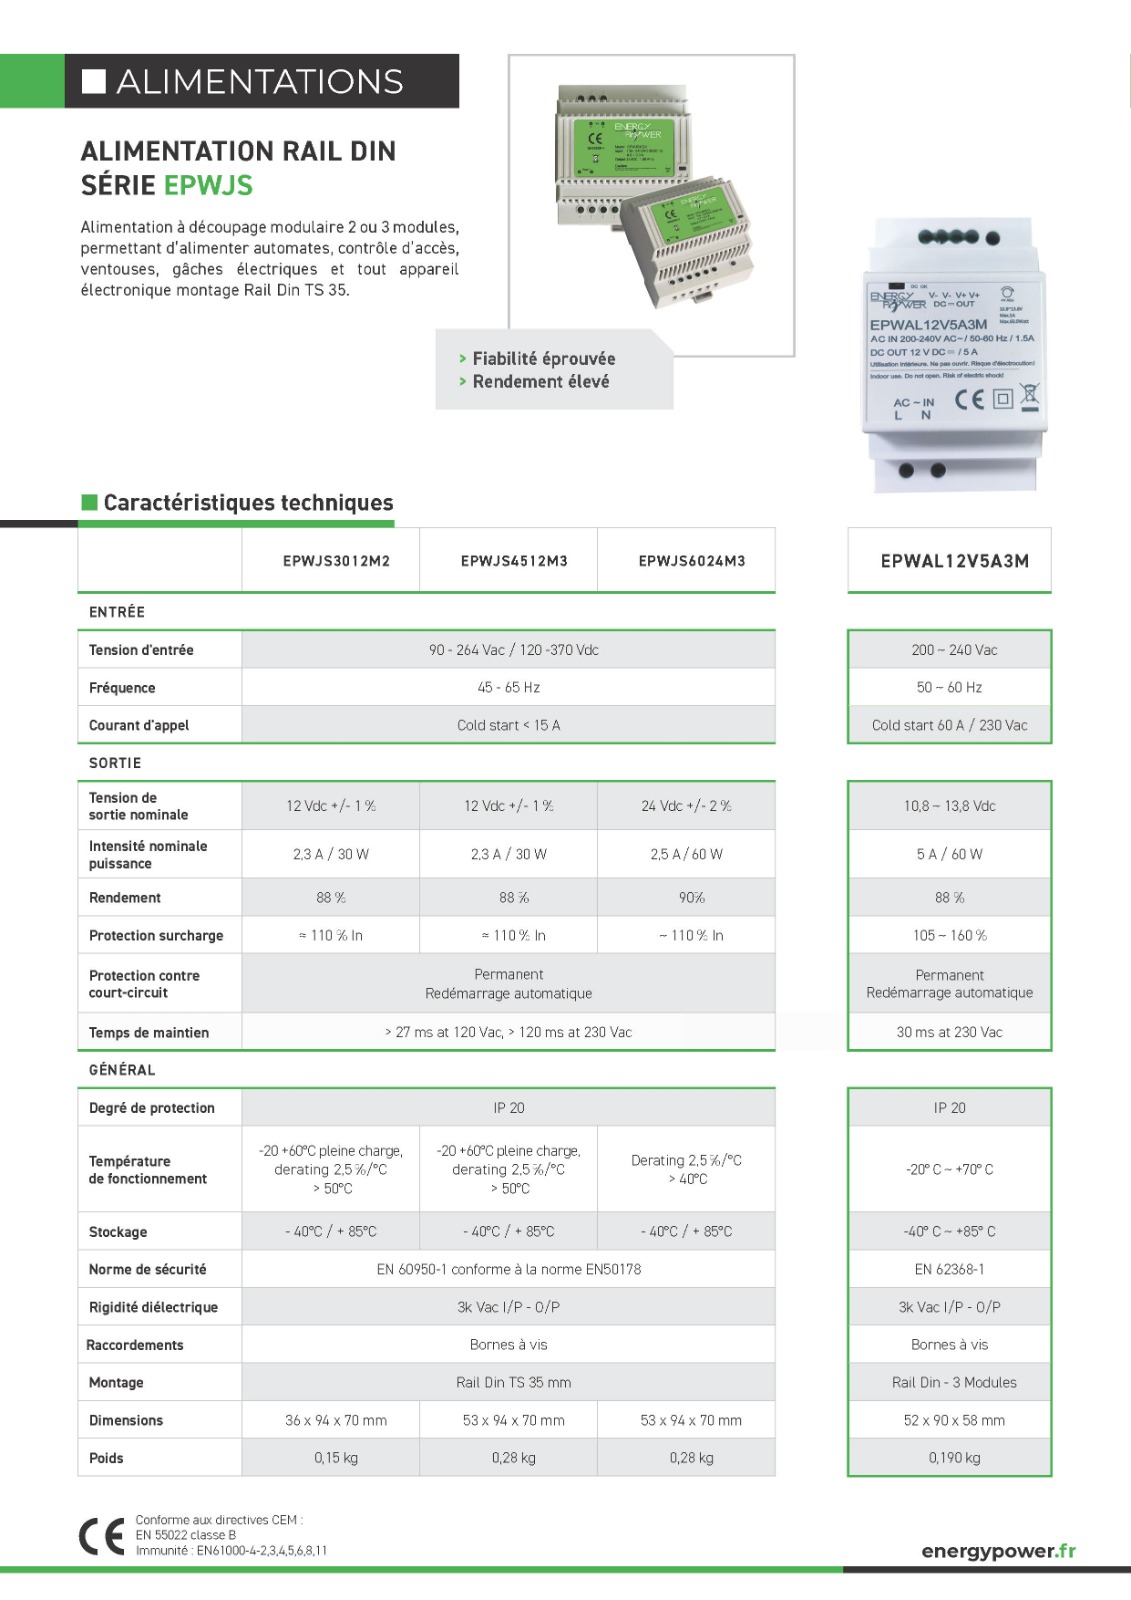 ALIMENTATIONS
ALIMENTATION RAIL DIN
SÉRIE EPWJS
Alimentation à découpage modulaire 2 ou 3 modules,
permettant d'alimenter automates, contrôle d'accès,
ventouses, gâches électriques et tout appareil
électronique montage Rail Din TS 35.
ENERGY
POWER
ENERGY
POWER
> Fiabilité éprouvée
> Rendement élevé
DC OK
ENERGY
POWER
V- V- V+ V+
DC ⎓ OUT
EPWAL12V5A3M
AC IN 200-240V AC~/ 50-60 Hz / 1.5A
DC OUT 12 V DC⎓ / 5 A
Utilisation intérieure. Ne pas ouvrir. Risque d'électrocution!
Indoor use. Do not open. Risk of electric shock!
AC ~ IN
L N
CE
Caractéristiques techniques
EPWJS3012M2 EPWJS4512M3 EPWJS6024M3 EPWAL12V5A3M
ENTRÉE
Tension d'entrée 90 - 264 Vac / 120 -370 Vdc 200 ~ 240 Vac
Fréquence 45 - 65 Hz 50 ~ 60 Hz
Courant d'appel Cold start < 15 A Cold start 60 A / 230 Vac
SORTIE
Tension de
sortie nominale 12 Vdc +/- 1 % 12 Vdc +/- 1 % 24 Vdc +/- 2 % 10,8 ~ 13,8 Vdc
Intensité nominale
puissance 2,3 A / 30 W 2,3 A / 30 W 2,5 A / 60 W 5 A / 60 W
Rendement 88 % 88 % 90% 88 %
Protection surcharge ≈ 110 % In ≈ 110 % In ~ 110 % In 105 ~ 160 %
Protection contre
court-circuit Permanent
Redémarrage automatique Permanent
Redémarrage automatique
Temps de maintien > 27 ms at 120 Vac, > 120 ms at 230 Vac 30 ms at 230 Vac
GÉNÉRAL
Degré de protection IP 20 IP 20
Température
de fonctionnement -20 +60°C pleine charge,
derating 2,5 %/°C
> 50°C -20 +60°C pleine charge,
derating 2,5 %/°C
> 50°C Derating 2,5 %/°C
> 40°C -20° C ~ +70° C
Stockage - 40°C / + 85°C - 40°C / + 85°C - 40°C / + 85°C -40° C ~ +85° C
Norme de sécurité EN 60950-1 conforme à la norme EN50178 EN 62368-1
Rigidité diélectrique 3k Vac I/P - O/P 3k Vac I/P - O/P
Raccordements Bornes à vis Bornes à vis
Montage Rail Din TS 35 mm Rail Din - 3 Modules
Dimensions 36 x 94 x 70 mm 53 x 94 x 70 mm 53 x 94 x 70 mm 52 x 90 x 58 mm
Poids 0,15 kg 0,28 kg 0,28 kg 0,190 kg
CE
Conforme aux directives CEM :
EN 55022 classe B
Immunité : EN61000-4-2,3,4,5,6,8,11
energypower.fr